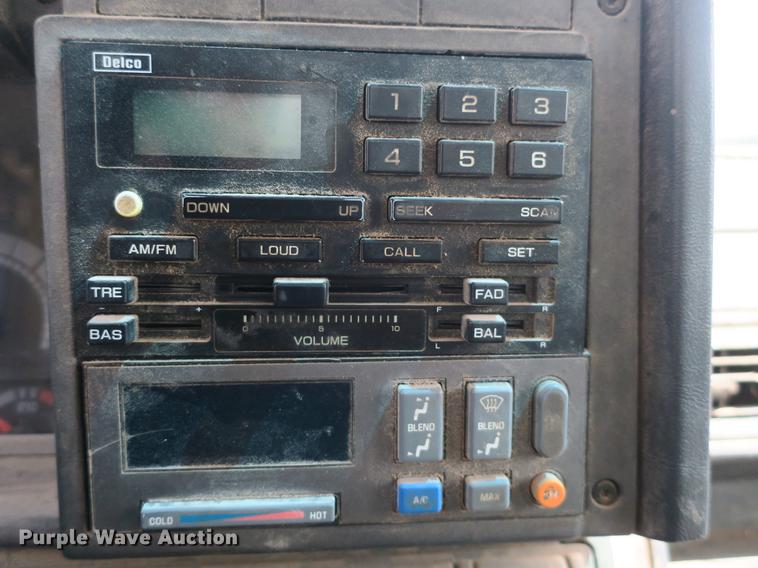 Delco
1 2 3
4 5 6
DOWN UP SEEK SCAN
AM/FM LOUD CALL SET
TRE FAD
- + F R
BAS 0 5 10 BAL
VOLUME L R
BLEND BLEND
A/C MAX
COLD HOT
Purple Wave Auction